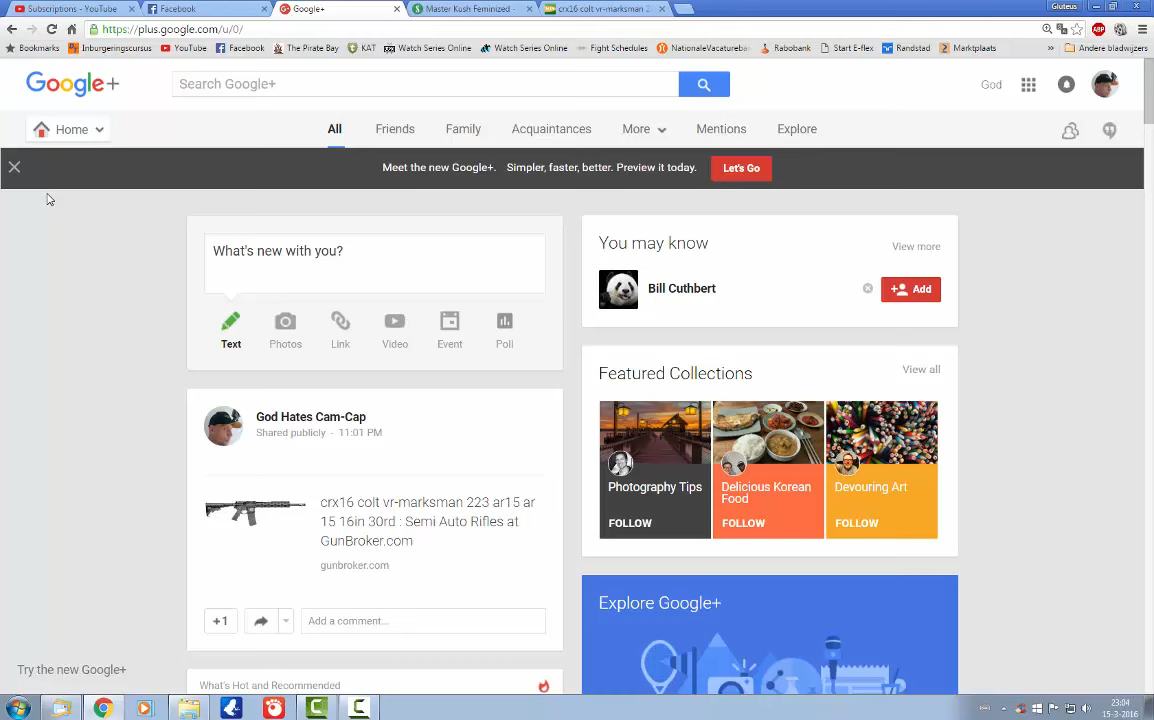 Subscriptions - YouTube
Facebook
Google+
Master Kush Feminized -
crx16 colt vr-marksman 2
Gluteus
https://plus.google.com/u/0/
ABP
Bookmarks
Inburgeringscursus
YouTube
Facebook
The Pirate Bay
KAT
Watch Series Online
Watch Series Online
Fight Schedules
NationaleVacatureba
Rabobank
Start E-flex
Randstad
Marktplaats
»
Andere bladwijzers
Google+
Search Google+
God
Home
All
Friends
Family
Acquaintances
More
Mentions
Explore
Meet the new Google+. Simpler, faster, better. Preview it today.
Let's Go
What's new with you?
Text
Photos
Link
Video
Event
Poll
God Hates Cam-Cap
Shared publicly - 11:01 PM
crx16 colt vr-marksman 223 ar15 ar
15 16in 30rd : Semi Auto Rifles at
GunBroker.com
gunbroker.com
+1
Add a comment...
What's Hot and Recommended
You may know
View more
Bill Cuthbert
Add
Featured Collections
View all
Photography Tips
FOLLOW
Delicious Korean
Food
FOLLOW
Devouring Art
FOLLOW
Explore Google+
Try the new Google+
23:04
15-3-2016